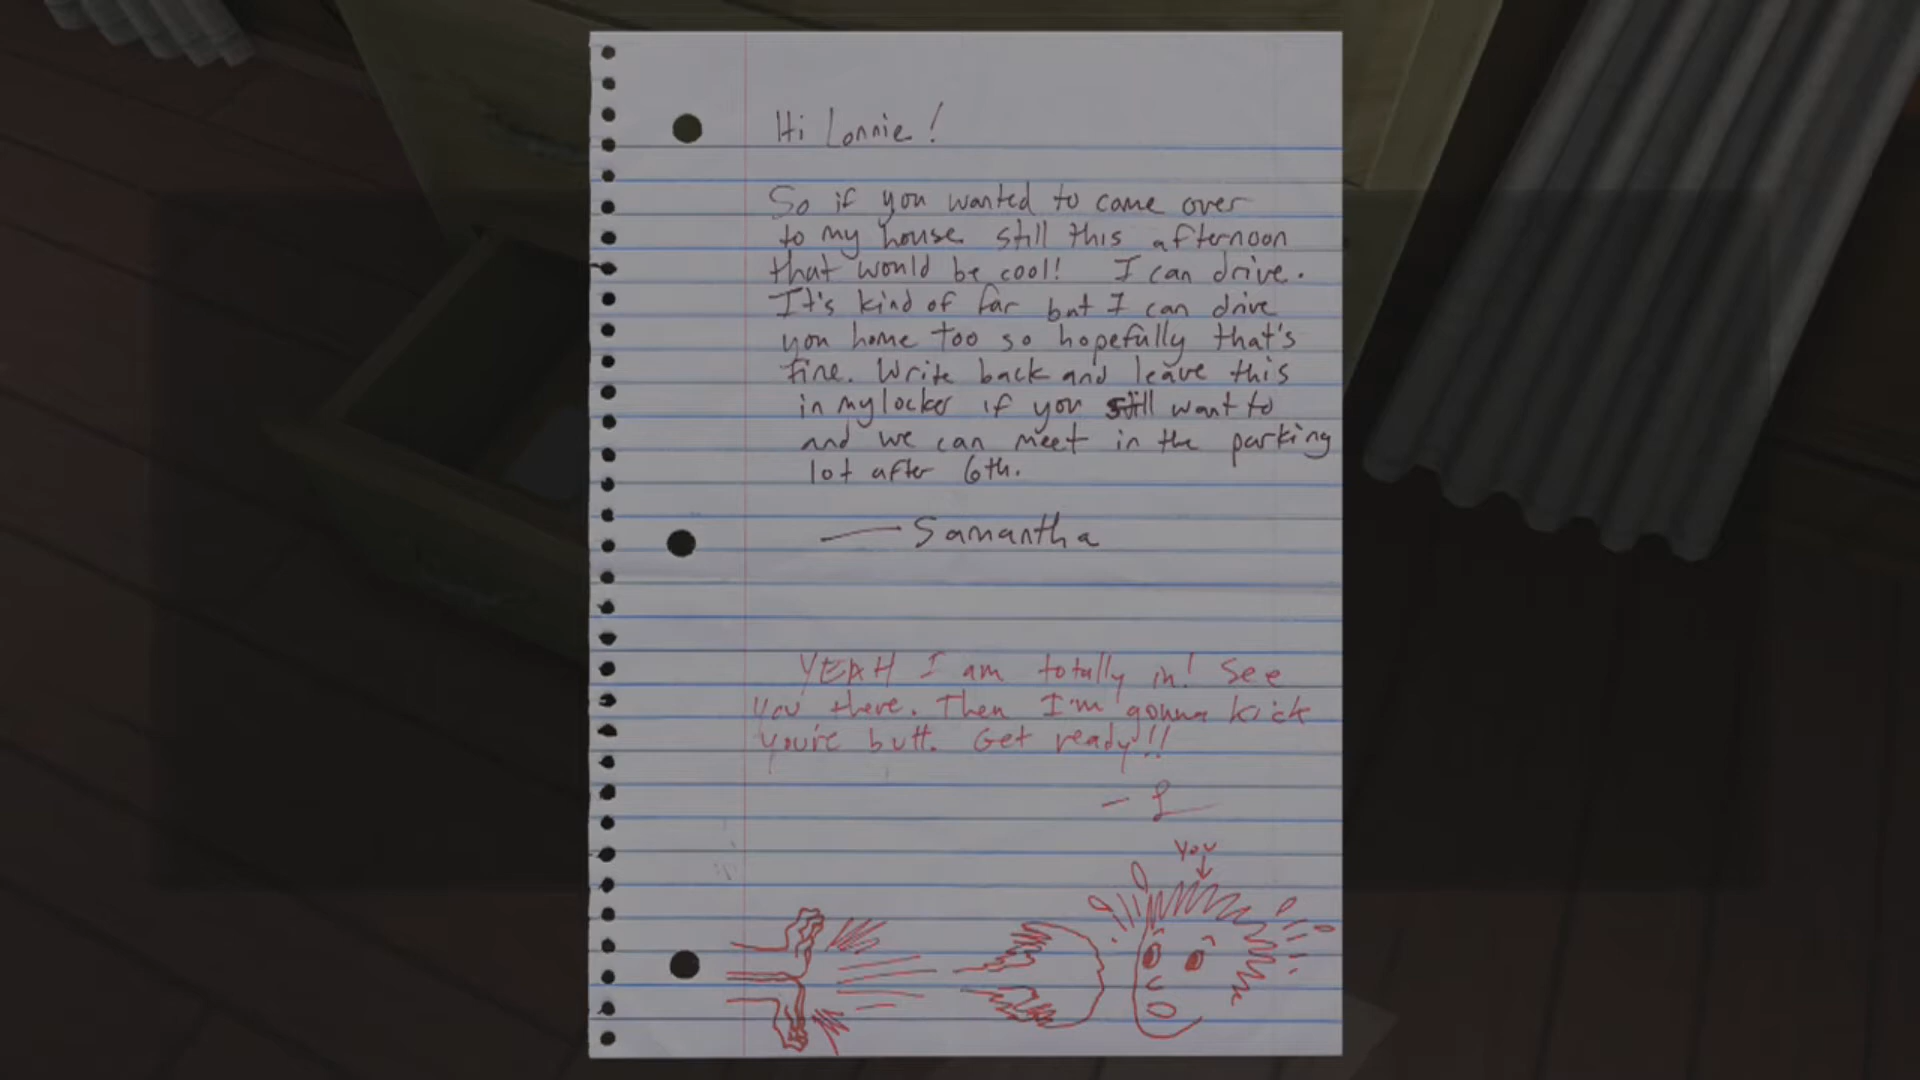 Hi Lonnie!
So if you wanted to come over
to my house still this afternoon
that would be cool! I can drive.
It's kind of far but I can drive
you home too so hopefully that's
fine. Write back and leave this
in my locker if you still want to
and we can meet in the parking
lot after 6th.
— Samantha
YEAH I am totally in! See
you there. Then I'm gonna kick
you're butt. Get ready!!
- L
you